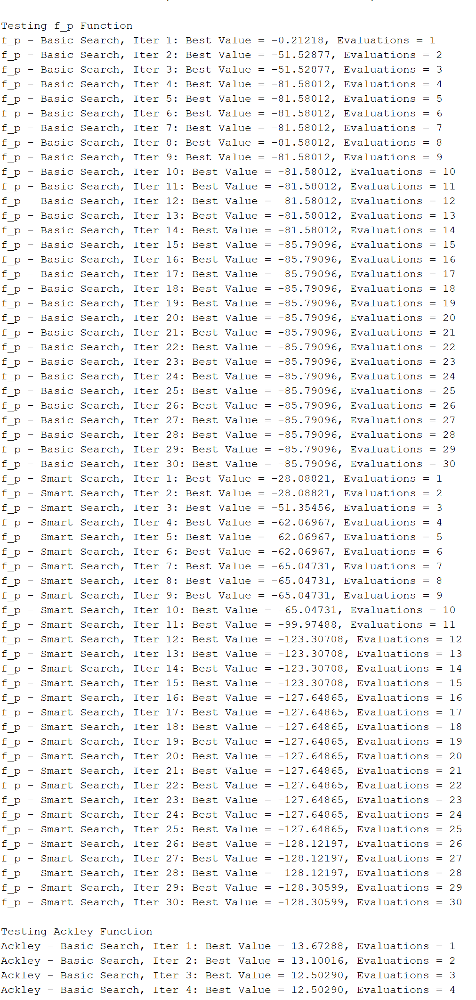 Testing f_p Function
f_p - Basic Search, Iter 1: Best Value = -0.21218, Evaluations = 1
f_p - Basic Search, Iter 2: Best Value = -51.52877, Evaluations = 2
f_p - Basic Search, Iter 3: Best Value = -51.52877, Evaluations = 3
f_p - Basic Search, Iter 4: Best Value = -81.58012, Evaluations = 4
f_p - Basic Search, Iter 5: Best Value = -81.58012, Evaluations = 5
f_p - Basic Search, Iter 6: Best Value = -81.58012, Evaluations = 6
f_p - Basic Search, Iter 7: Best Value = -81.58012, Evaluations = 7
f_p - Basic Search, Iter 8: Best Value = -81.58012, Evaluations = 8
f_p - Basic Search, Iter 9: Best Value = -81.58012, Evaluations = 9
f_p - Basic Search, Iter 10: Best Value = -81.58012, Evaluations = 10
f_p - Basic Search, Iter 11: Best Value = -81.58012, Evaluations = 11
f_p - Basic Search, Iter 12: Best Value = -81.58012, Evaluations = 12
f_p - Basic Search, Iter 13: Best Value = -81.58012, Evaluations = 13
f_p - Basic Search, Iter 14: Best Value = -81.58012, Evaluations = 14
f_p - Basic Search, Iter 15: Best Value = -85.79096, Evaluations = 15
f_p - Basic Search, Iter 16: Best Value = -85.79096, Evaluations = 16
f_p - Basic Search, Iter 17: Best Value = -85.79096, Evaluations = 17
f_p - Basic Search, Iter 18: Best Value = -85.79096, Evaluations = 18
f_p - Basic Search, Iter 19: Best Value = -85.79096, Evaluations = 19
f_p - Basic Search, Iter 20: Best Value = -85.79096, Evaluations = 20
f_p - Basic Search, Iter 21: Best Value = -85.79096, Evaluations = 21
f_p - Basic Search, Iter 22: Best Value = -85.79096, Evaluations = 22
f_p - Basic Search, Iter 23: Best Value = -85.79096, Evaluations = 23
f_p - Basic Search, Iter 24: Best Value = -85.79096, Evaluations = 24
f_p - Basic Search, Iter 25: Best Value = -85.79096, Evaluations = 25
f_p - Basic Search, Iter 26: Best Value = -85.79096, Evaluations = 26
f_p - Basic Search, Iter 27: Best Value = -85.79096, Evaluations = 27
f_p - Basic Search, Iter 28: Best Value = -85.79096, Evaluations = 28
f_p - Basic Search, Iter 29: Best Value = -85.79096, Evaluations = 29
f_p - Basic Search, Iter 30: Best Value = -85.79096, Evaluations = 30
f_p - Smart Search, Iter 1: Best Value = -28.08821, Evaluations = 1
f_p - Smart Search, Iter 2: Best Value = -28.08821, Evaluations = 2
f_p - Smart Search, Iter 3: Best Value = -51.35456, Evaluations = 3
f_p - Smart Search, Iter 4: Best Value = -62.06967, Evaluations = 4
f_p - Smart Search, Iter 5: Best Value = -62.06967, Evaluations = 5
f_p - Smart Search, Iter 6: Best Value = -62.06967, Evaluations = 6
f_p - Smart Search, Iter 7: Best Value = -65.04731, Evaluations = 7
f_p - Smart Search, Iter 8: Best Value = -65.04731, Evaluations = 8
f_p - Smart Search, Iter 9: Best Value = -65.04731, Evaluations = 9
f_p - Smart Search, Iter 10: Best Value = -65.04731, Evaluations = 10
f_p - Smart Search, Iter 11: Best Value = -99.97488, Evaluations = 11
f_p - Smart Search, Iter 12: Best Value = -123.30708, Evaluations = 12
f_p - Smart Search, Iter 13: Best Value = -123.30708, Evaluations = 13
f_p - Smart Search, Iter 14: Best Value = -123.30708, Evaluations = 14
f_p - Smart Search, Iter 15: Best Value = -123.30708, Evaluations = 15
f_p - Smart Search, Iter 16: Best Value = -127.64865, Evaluations = 16
f_p - Smart Search, Iter 17: Best Value = -127.64865, Evaluations = 17
f_p - Smart Search, Iter 18: Best Value = -127.64865, Evaluations = 18
f_p - Smart Search, Iter 19: Best Value = -127.64865, Evaluations = 19
f_p - Smart Search, Iter 20: Best Value = -127.64865, Evaluations = 20
f_p - Smart Search, Iter 21: Best Value = -127.64865, Evaluations = 21
f_p - Smart Search, Iter 22: Best Value = -127.64865, Evaluations = 22
f_p - Smart Search, Iter 23: Best Value = -127.64865, Evaluations = 23
f_p - Smart Search, Iter 24: Best Value = -127.64865, Evaluations = 24
f_p - Smart Search, Iter 25: Best Value = -127.64865, Evaluations = 25
f_p - Smart Search, Iter 26: Best Value = -128.12197, Evaluations = 26
f_p - Smart Search, Iter 27: Best Value = -128.12197, Evaluations = 27
f_p - Smart Search, Iter 28: Best Value = -128.12197, Evaluations = 28
f_p - Smart Search, Iter 29: Best Value = -128.30599, Evaluations = 29
f_p - Smart Search, Iter 30: Best Value = -128.30599, Evaluations = 30
Testing Ackley Function
Ackley - Basic Search, Iter 1: Best Value = 13.67288, Evaluations = 1
Ackley - Basic Search, Iter 2: Best Value = 13.10016, Evaluations = 2
Ackley - Basic Search, Iter 3: Best Value = 12.50290, Evaluations = 3
Ackley - Basic Search, Iter 4: Best Value = 12.50290, Evaluations = 4